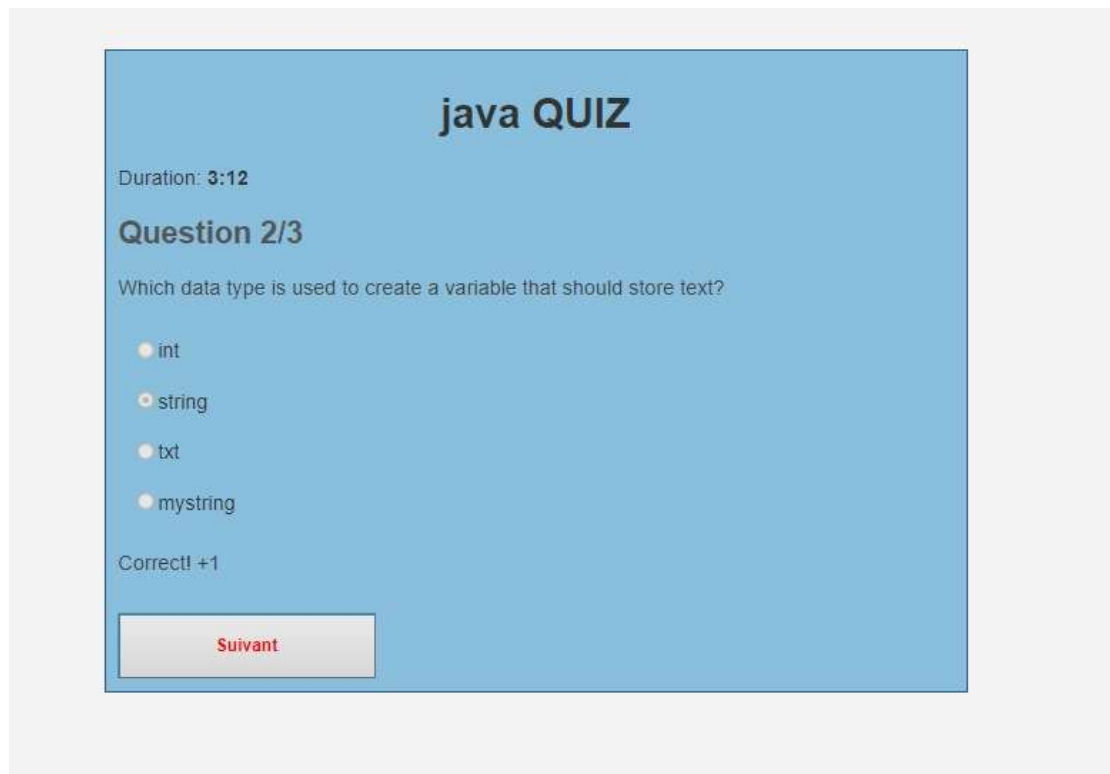 java QUIZ
Duration: 3:12
Question 2/3
Which data type is used to create a variable that should store text?
int
string
txt
mystring
Correct! +1
Suivant